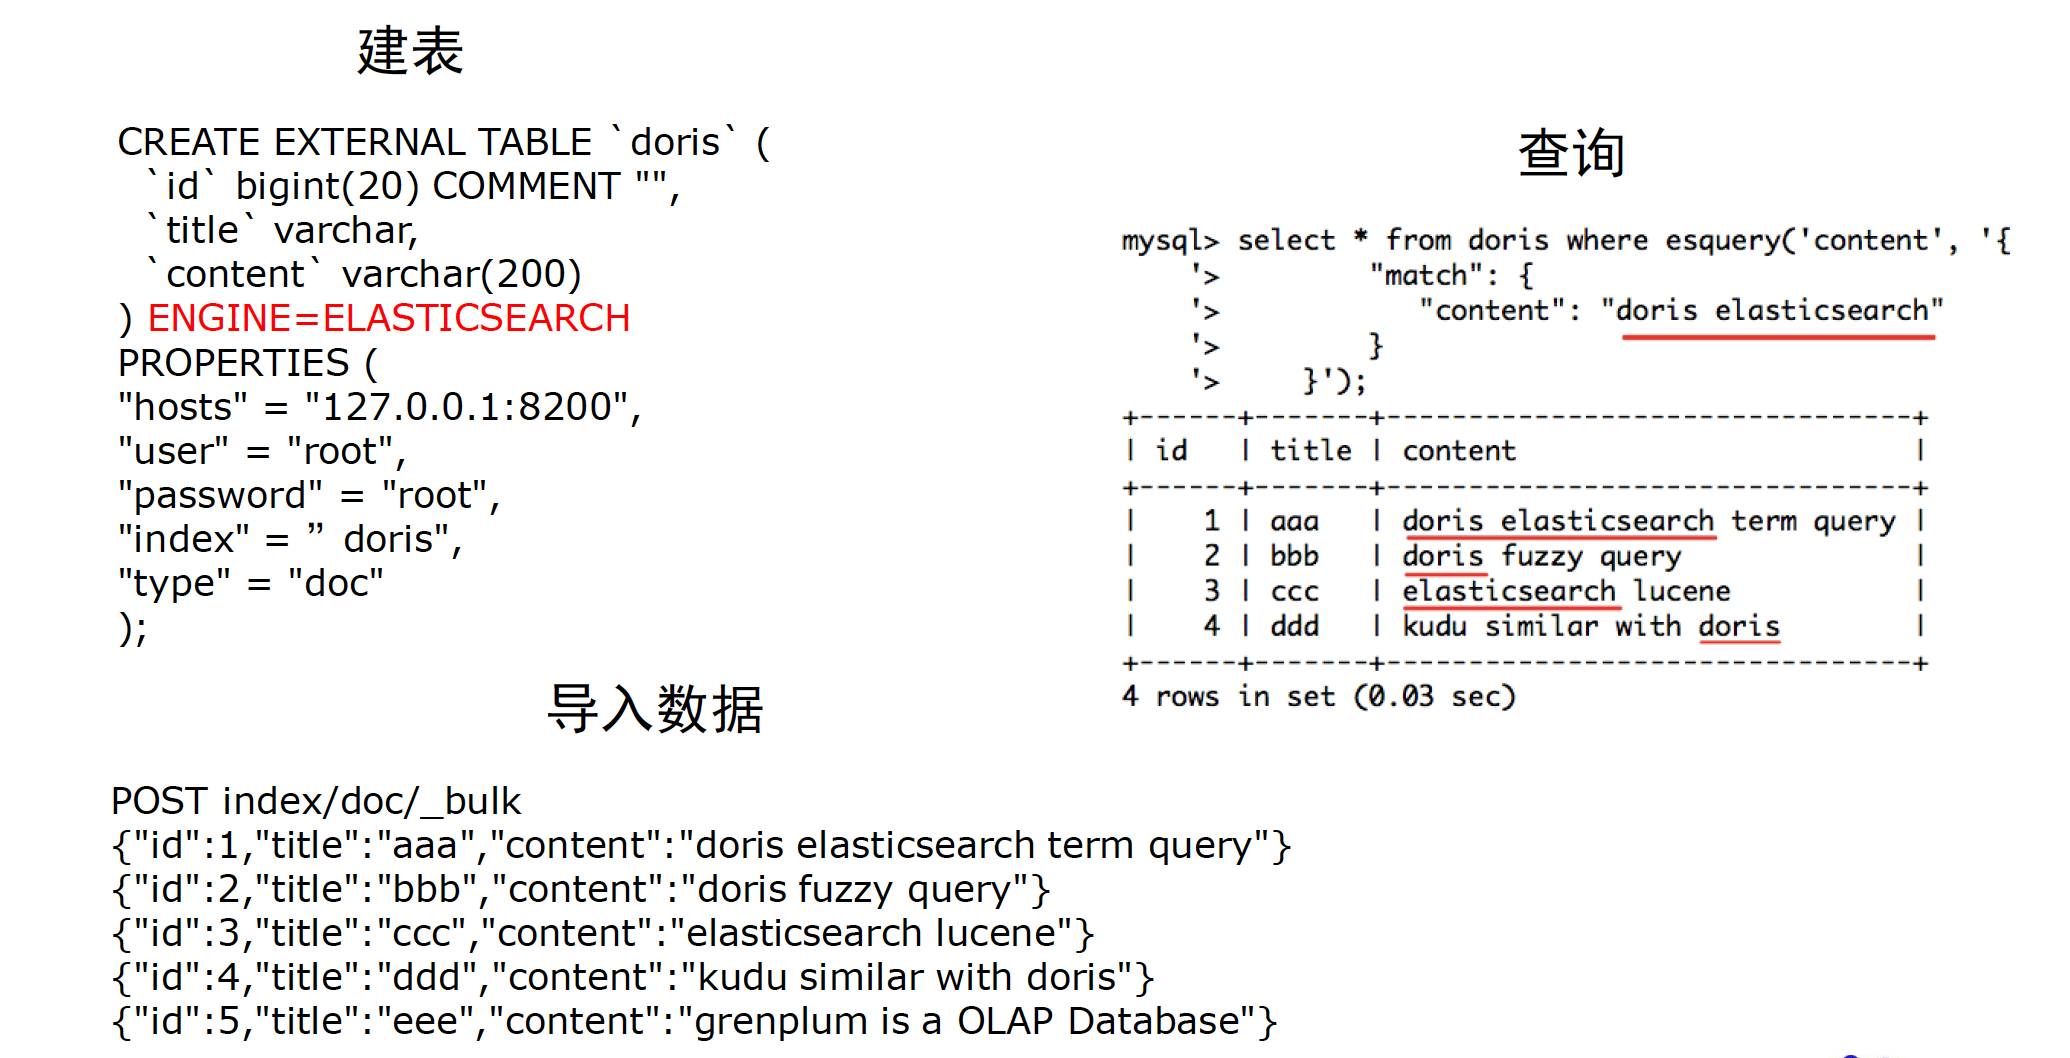 建表
CREATE EXTERNAL TABLE `doris` (
`id` bigint(20) COMMENT "",
`title` varchar,
`content` varchar(200)
) ENGINE=ELASTICSEARCH
PROPERTIES (
"hosts" = "127.0.0.1:8200",
"user" = "root",
"password" = "root",
"index" = ” doris",
"type" = "doc"
);
导入数据
POST index/doc/_bulk
{"id":1,"title":"aaa","content":"doris elasticsearch term query"}
{"id":2,"title":"bbb","content":"doris fuzzy query"}
{"id":3,"title":"ccc","content":"elasticsearch lucene"}
{"id":4,"title":"ddd","content":"kudu similar with doris"}
{"id":5,"title":"eee","content":"grenplum is a OLAP Database"}
查询
mysql> select * from doris where esquery('content', '{
'> "match": {
'> "content": "doris elasticsearch"
'> }
'> }');
+------+-------+--------------------------------+
| id | title | content |
+------+-------+--------------------------------+
| 1 | aaa | doris elasticsearch term query |
| 2 | bbb | doris fuzzy query |
| 3 | ccc | elasticsearch lucene |
| 4 | ddd | kudu similar with doris |
+------+-------+--------------------------------+
4 rows in set (0.03 sec)